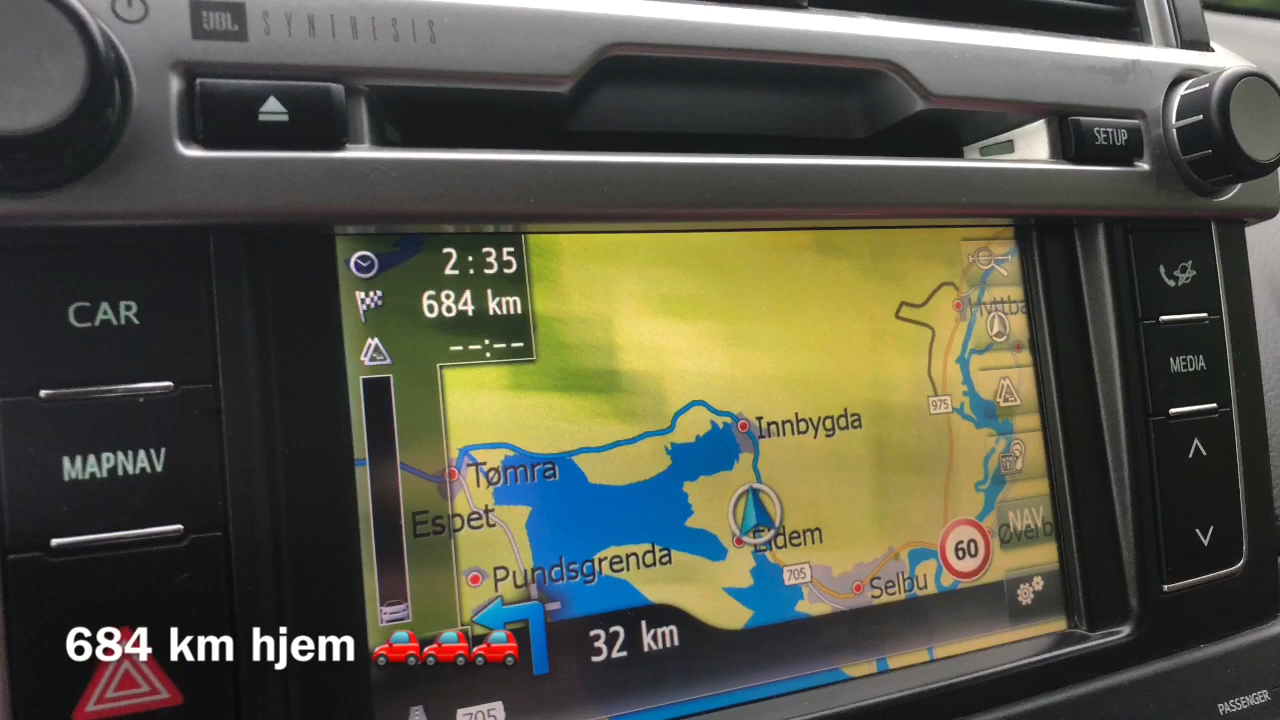 JBL SYNTHESIS
SETUP
CAR
MAPNAV
MEDIA
2:35
684 km
--:--
975
Innbygda
Tømra
Espet
Eidem
Pundsgrenda
705
Selbu
60
NAV
32 km
705
684 km hjem 🚗🚗🚗
PASSENGER